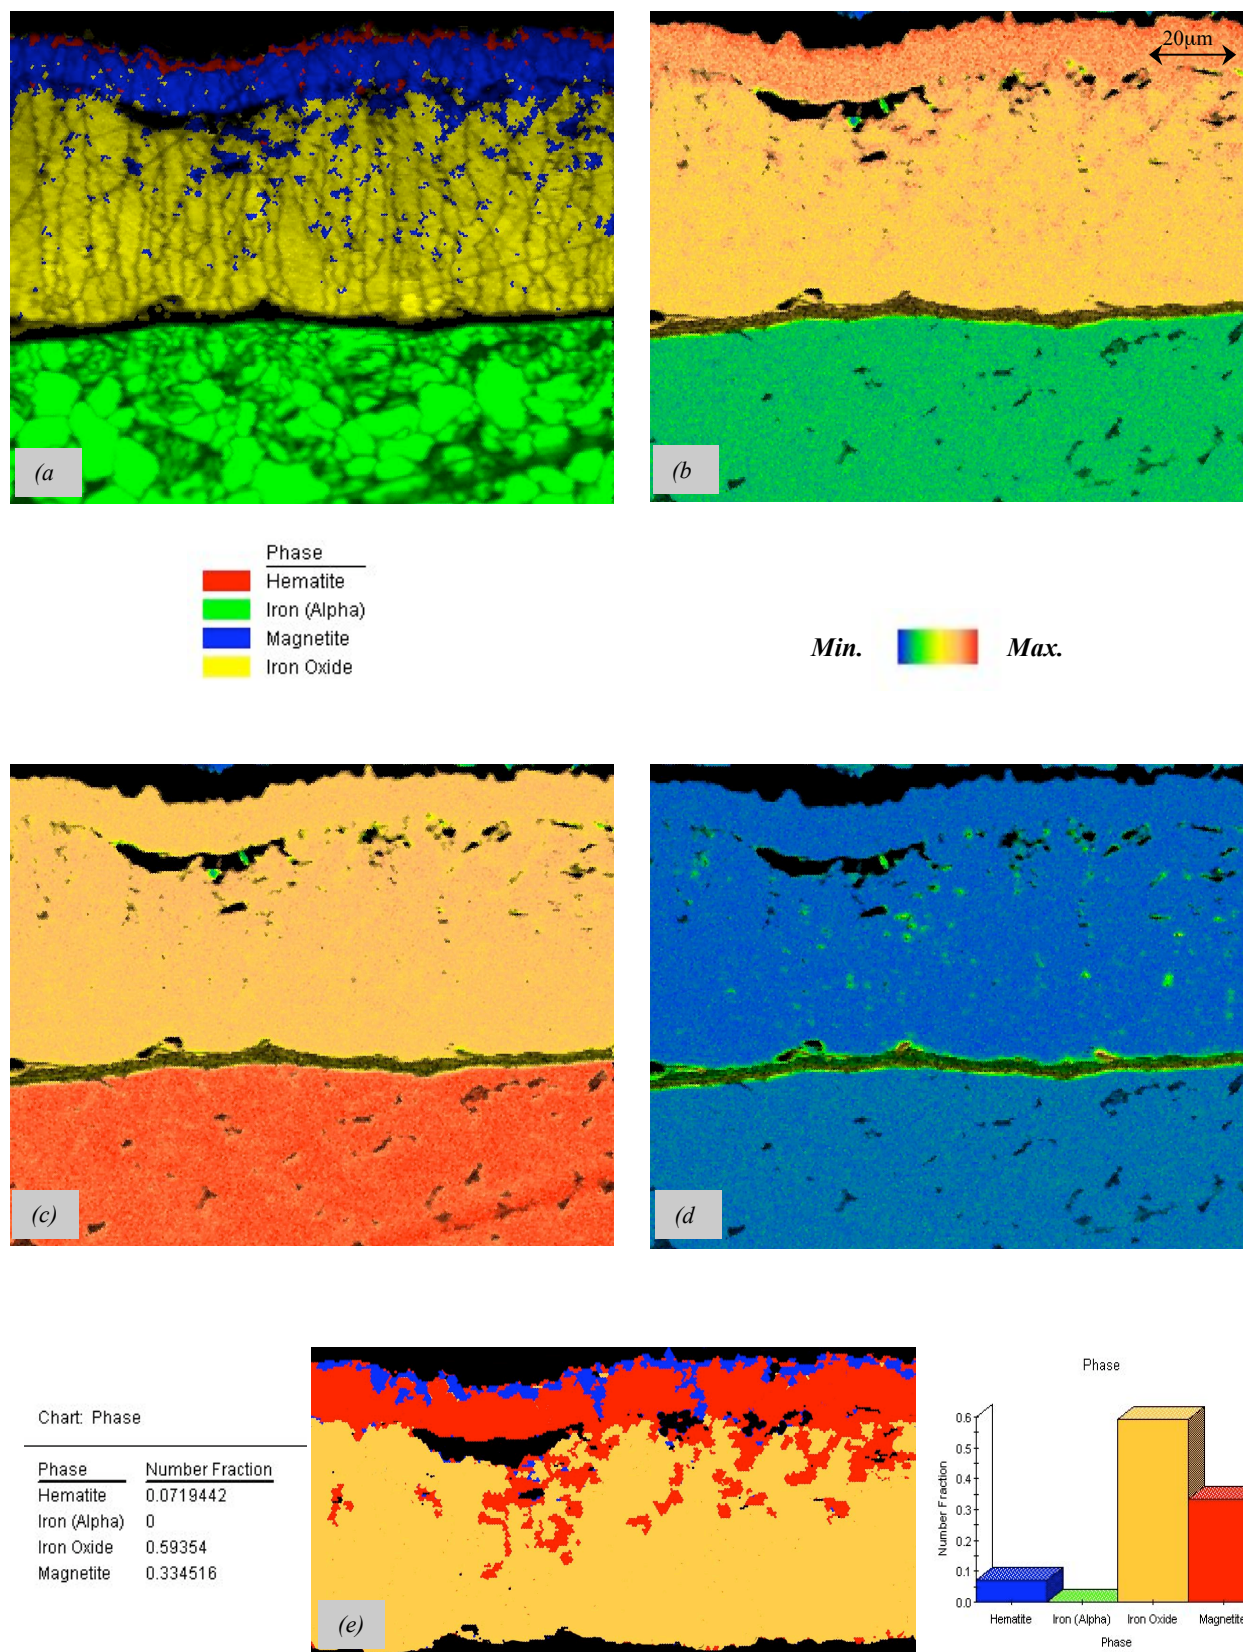 20μm
(a
(b
Phase
Hematite
Iron (Alpha)
Magnetite
Iron Oxide
Min. Max.
(c)
(d
Chart: Phase
Phase Number Fraction
Hematite 0.0719442
Iron (Alpha) 0
Iron Oxide 0.59354
Magnetite 0.334516
(e)
Phase
Number Fraction
0.6
0.5
0.4
0.3
0.2
0.1
0.0
Hematite Iron (Alpha) Iron Oxide Magnetite
Phase